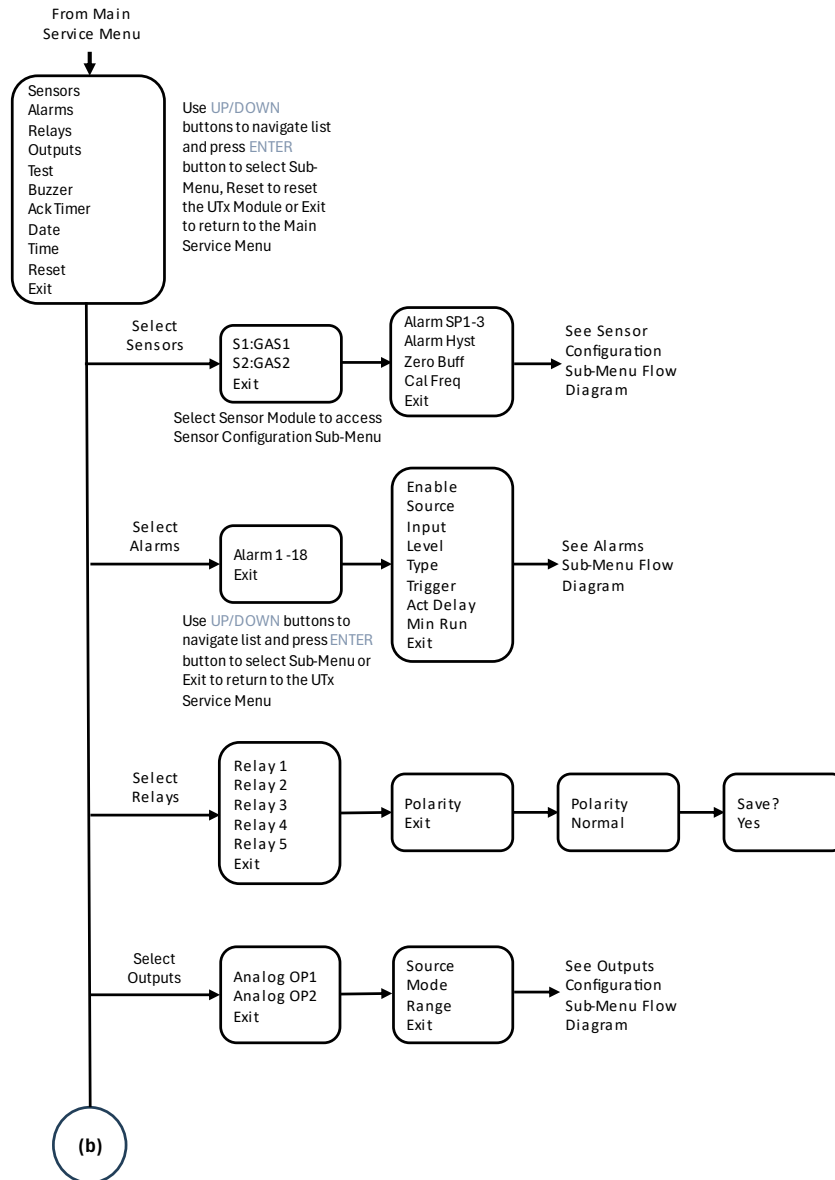 From Main
Service Menu
Sensors
Alarms
Relays
Outputs
Test
Buzzer
Ack Timer
Date
Time
Reset
Exit
Use UP/DOWN
buttons to navigate list
and press ENTER
button to select Sub-
Menu, Reset to reset
the UTx Module or Exit
to return to the Main
Service Menu
Select
Sensors
S1:GAS1
S2:GAS2
Exit
Select Sensor Module to access
Sensor Configuration Sub-Menu
Alarm SP1-3
Alarm Hyst
Zero Buff
Cal Freq
Exit
See Sensor
Configuration
Sub-Menu Flow
Diagram
Select
Alarms
Alarm 1 -18
Exit
Use UP/DOWN buttons to
navigate list and press ENTER
button to select Sub-Menu or
Exit to return to the UTx
Service Menu
Enable
Source
Input
Level
Type
Trigger
Act Delay
Min Run
Exit
See Alarms
Sub-Menu Flow
Diagram
Select
Relays
Relay 1
Relay 2
Relay 3
Relay 4
Relay 5
Exit
Polarity
Exit
Polarity
Normal
Save?
Yes
Select
Outputs
Analog OP1
Analog OP2
Exit
Source
Mode
Range
Exit
See Outputs
Configuration
Sub-Menu Flow
Diagram
(b)